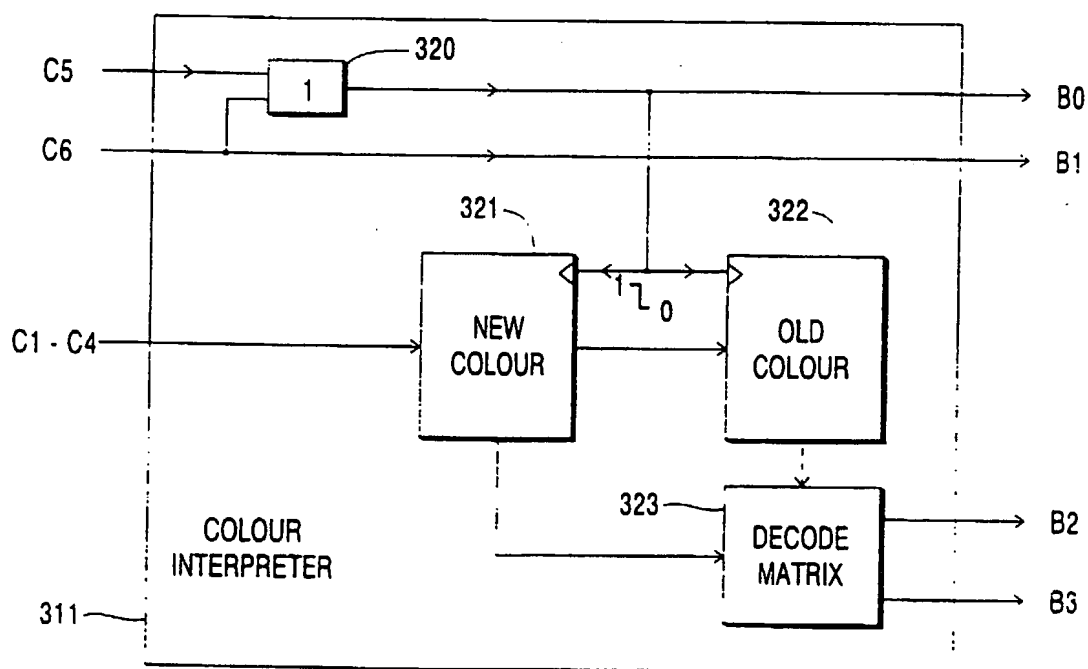 320
C5
1
B0
C6
B1
321
322
1
0
C1 - C4
NEW
COLOUR
OLD
COLOUR
323
B2
COLOUR
INTERPRETER
DECODE
MATRIX
B3
311